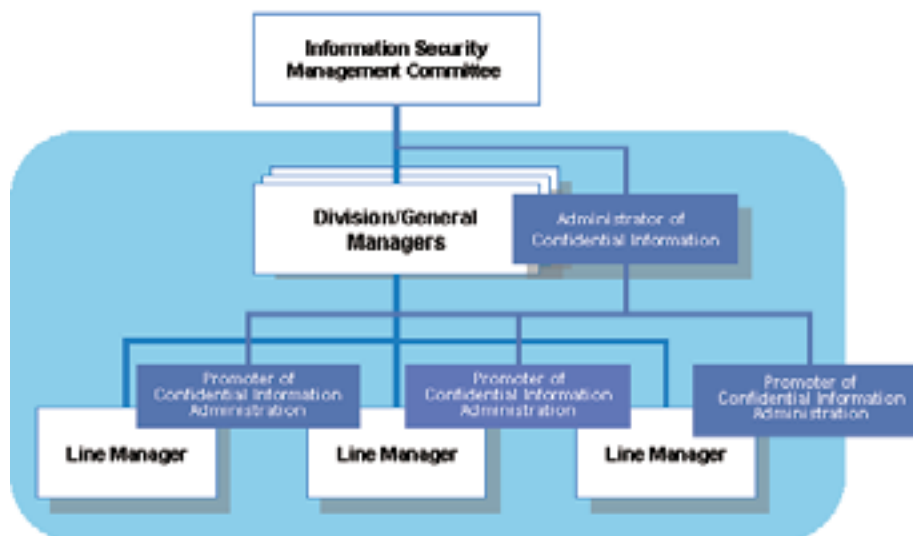 Information Security
Management Committee
Division/General
Managers
Administrator of
Confidential Information
Promoter of
Confidential Information
Administration
Promoter of
Confidential Information
Administration
Promoter of
Confidential Information
Administration
Line Manager
Line Manager
Line Manager